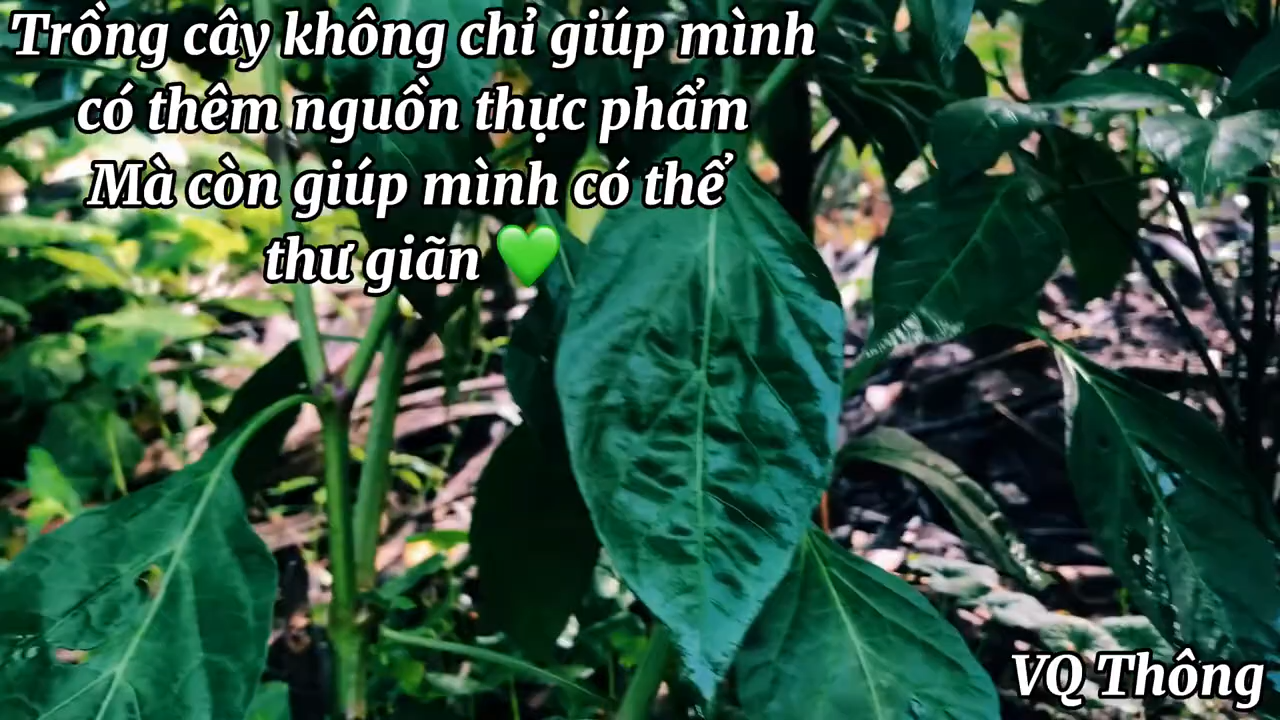 Trồng cây không chỉ giúp mình
có thêm nguồn thực phẩm
Mà còn giúp mình có thể
thư giãn 💚
VQ Thông